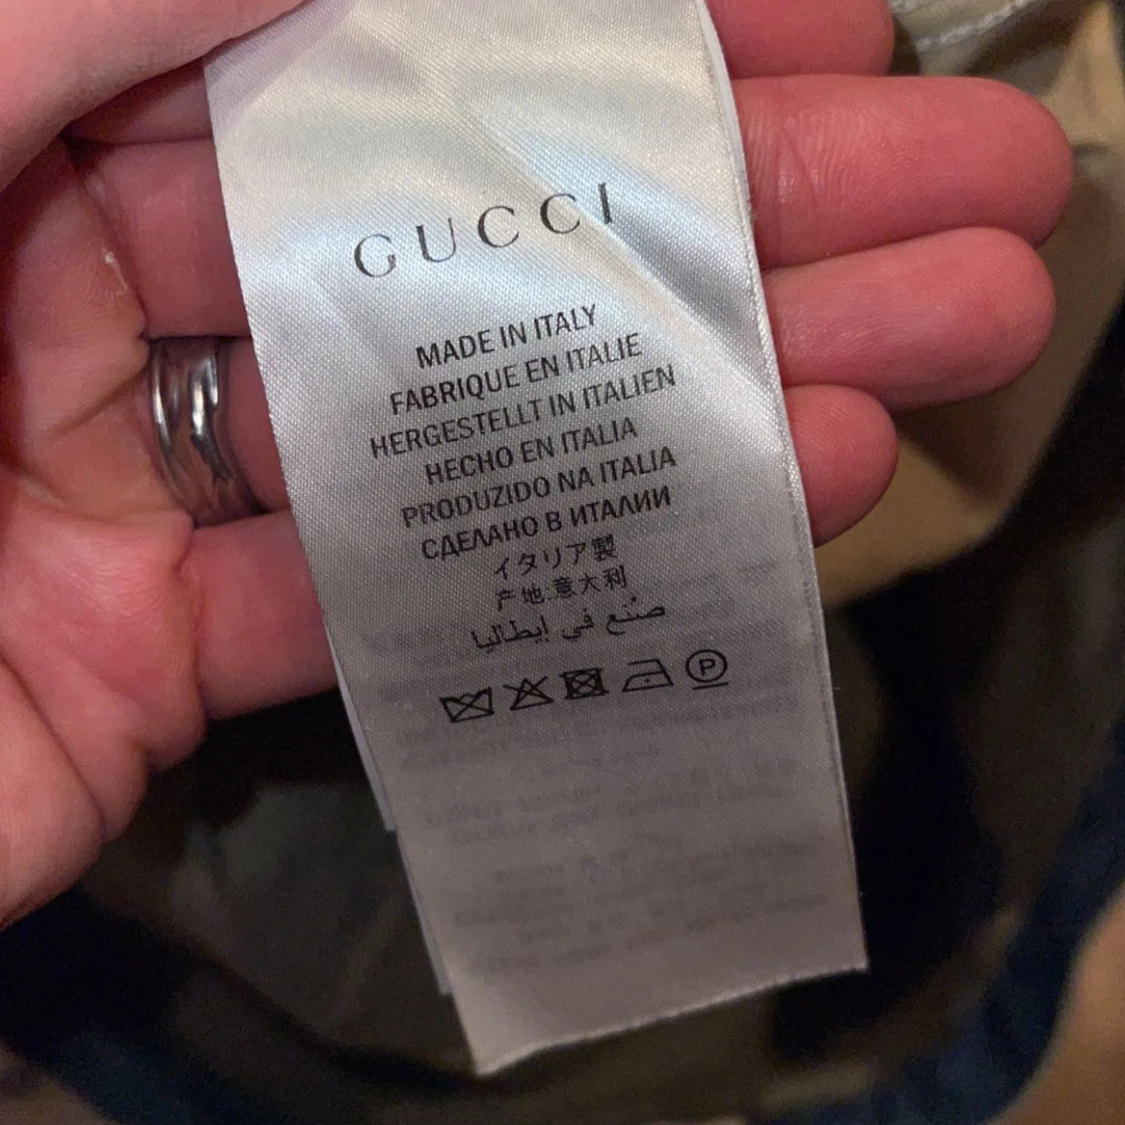 GUCCI
MADE IN ITALY
FABRIQUE EN ITALIE
HERGESTELLT IN ITALIEN
HECHO EN ITALIA
PRODUZIDO NA ITALIA
СДЕЛАНО В ИТАЛИИ
イタリア製
产地:意大利
صُنع في إيطاليا
P